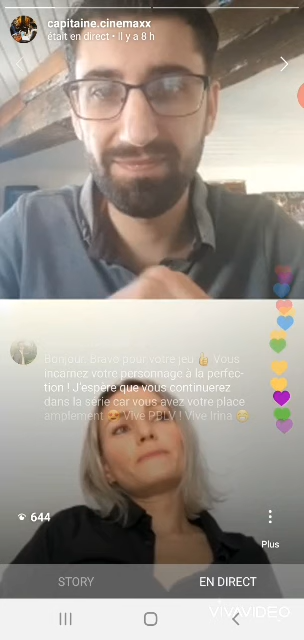 capitaine.cinemaxx
était en direct • Il y a 8 h
Bonjour. Bravo pour votre jeu 👍 Vous
incarnez votre personnage à la perfec-
tion ! J'espère que vous continuerez
dans la série car vous avez votre place
amplement 😁 Vive PBLV ! Vive Irina 😁
644
Plus
STORY
EN DIRECT
VIVAVIDEO